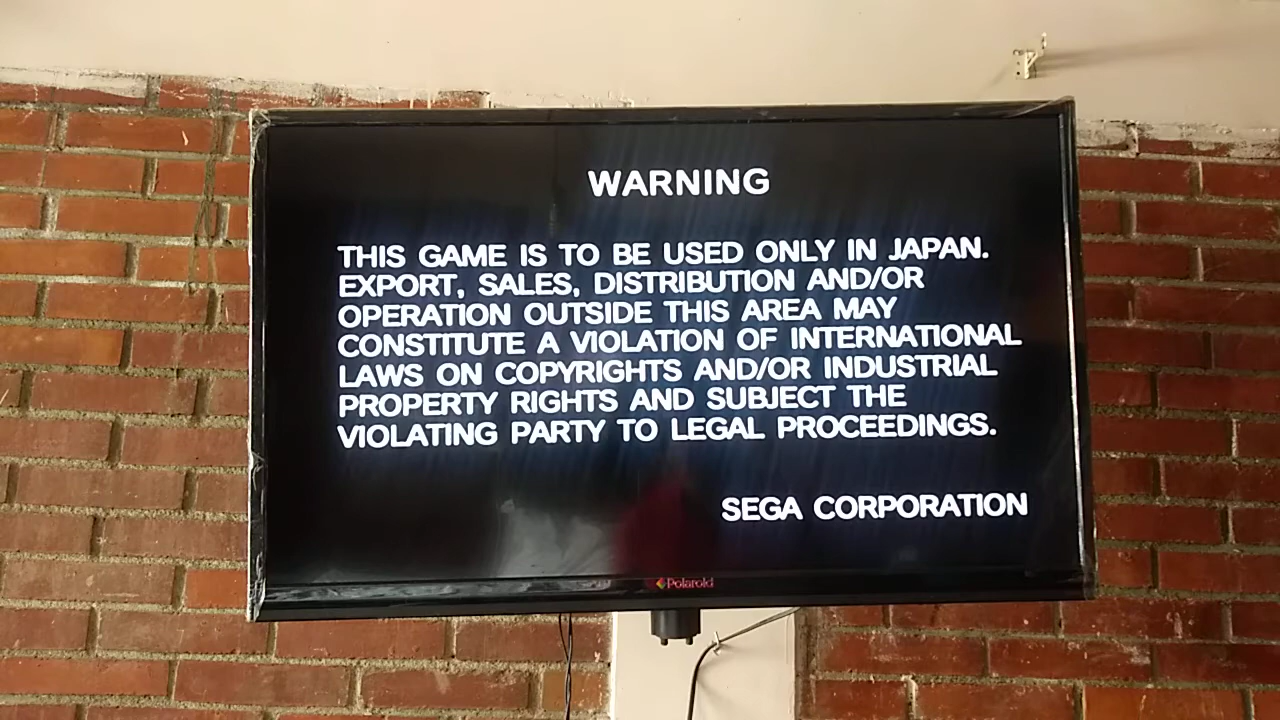 WARNING
THIS GAME IS TO BE USED ONLY IN JAPAN.
EXPORT, SALES, DISTRIBUTION AND/OR
OPERATION OUTSIDE THIS AREA MAY
CONSTITUTE A VIOLATION OF INTERNATIONAL
LAWS ON COPYRIGHTS AND/OR INDUSTRIAL
PROPERTY RIGHTS AND SUBJECT THE
VIOLATING PARTY TO LEGAL PROCEEDINGS.
SEGA CORPORATION
Polaroid